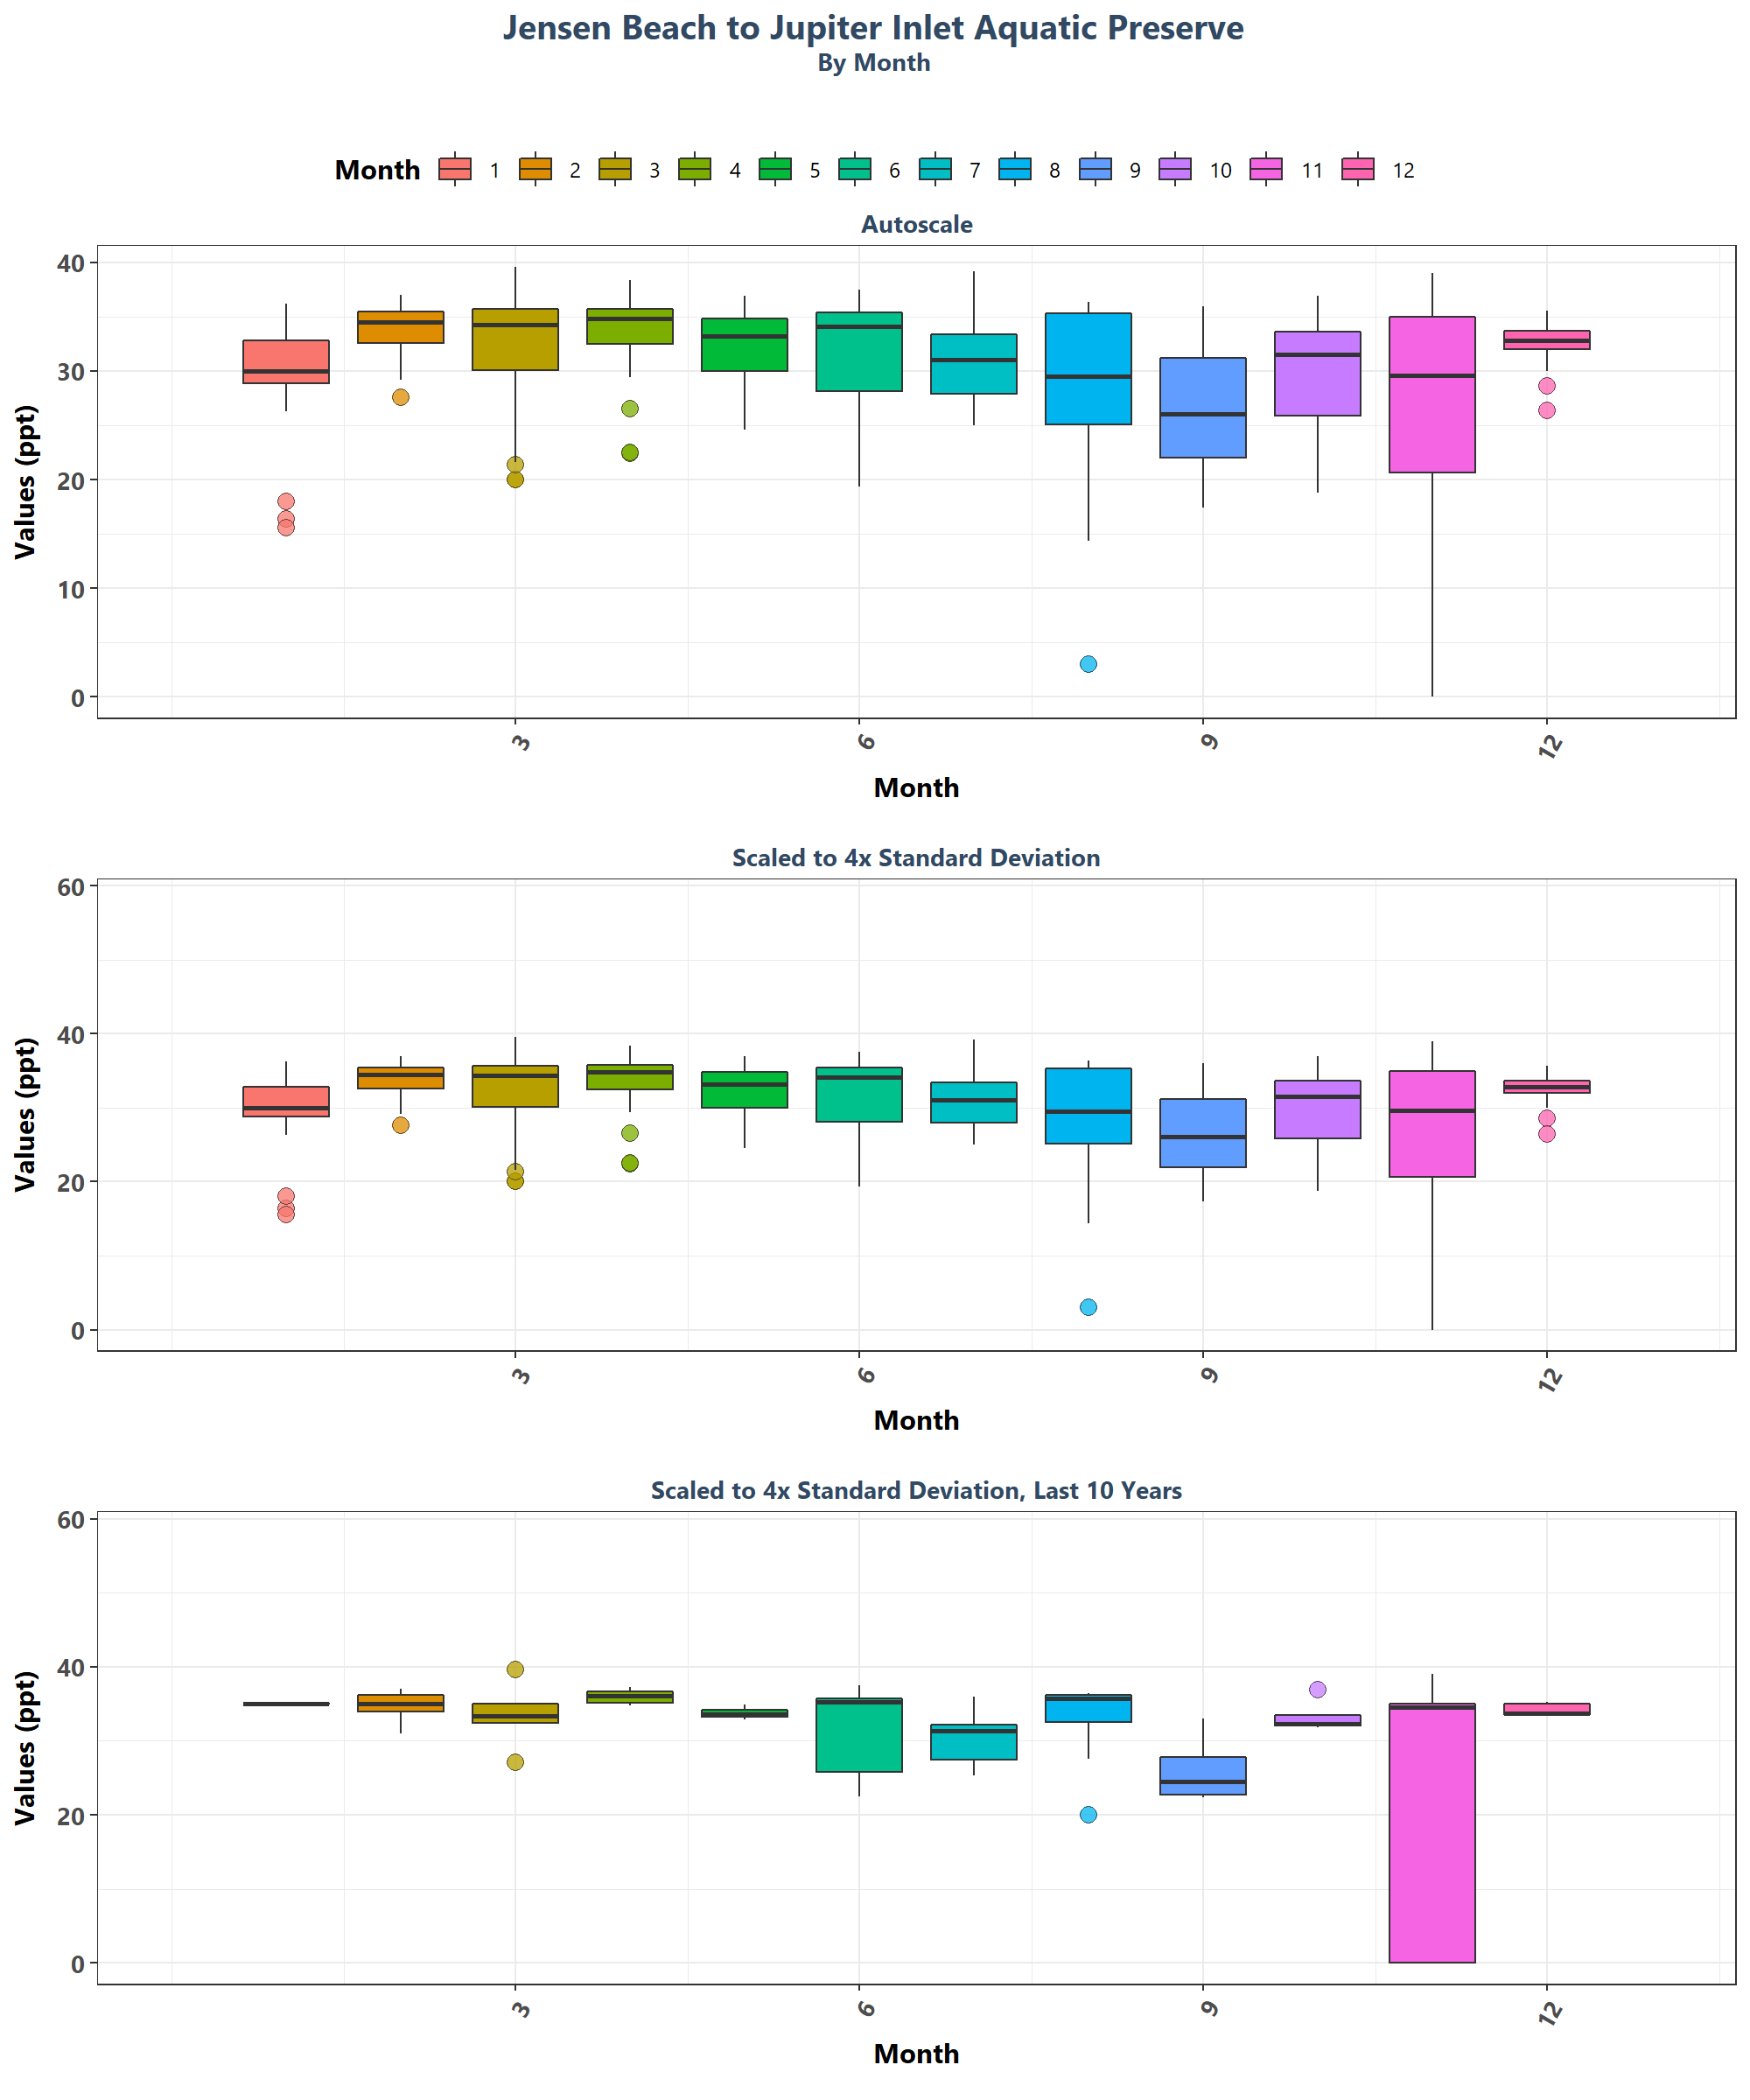 Jensen Beach to Jupiter Inlet Aquatic Preserve
By Month
Month 1 2 3 4 5 6 7 8 9 10 11 12
Autoscale
Values (ppt)
40
30
20
10
0
3 6 9 12
Month
Scaled to 4x Standard Deviation
Values (ppt)
60
40
20
0
3 6 9 12
Month
Scaled to 4x Standard Deviation, Last 10 Years
Values (ppt)
60
40
20
0
3 6 9 12
Month